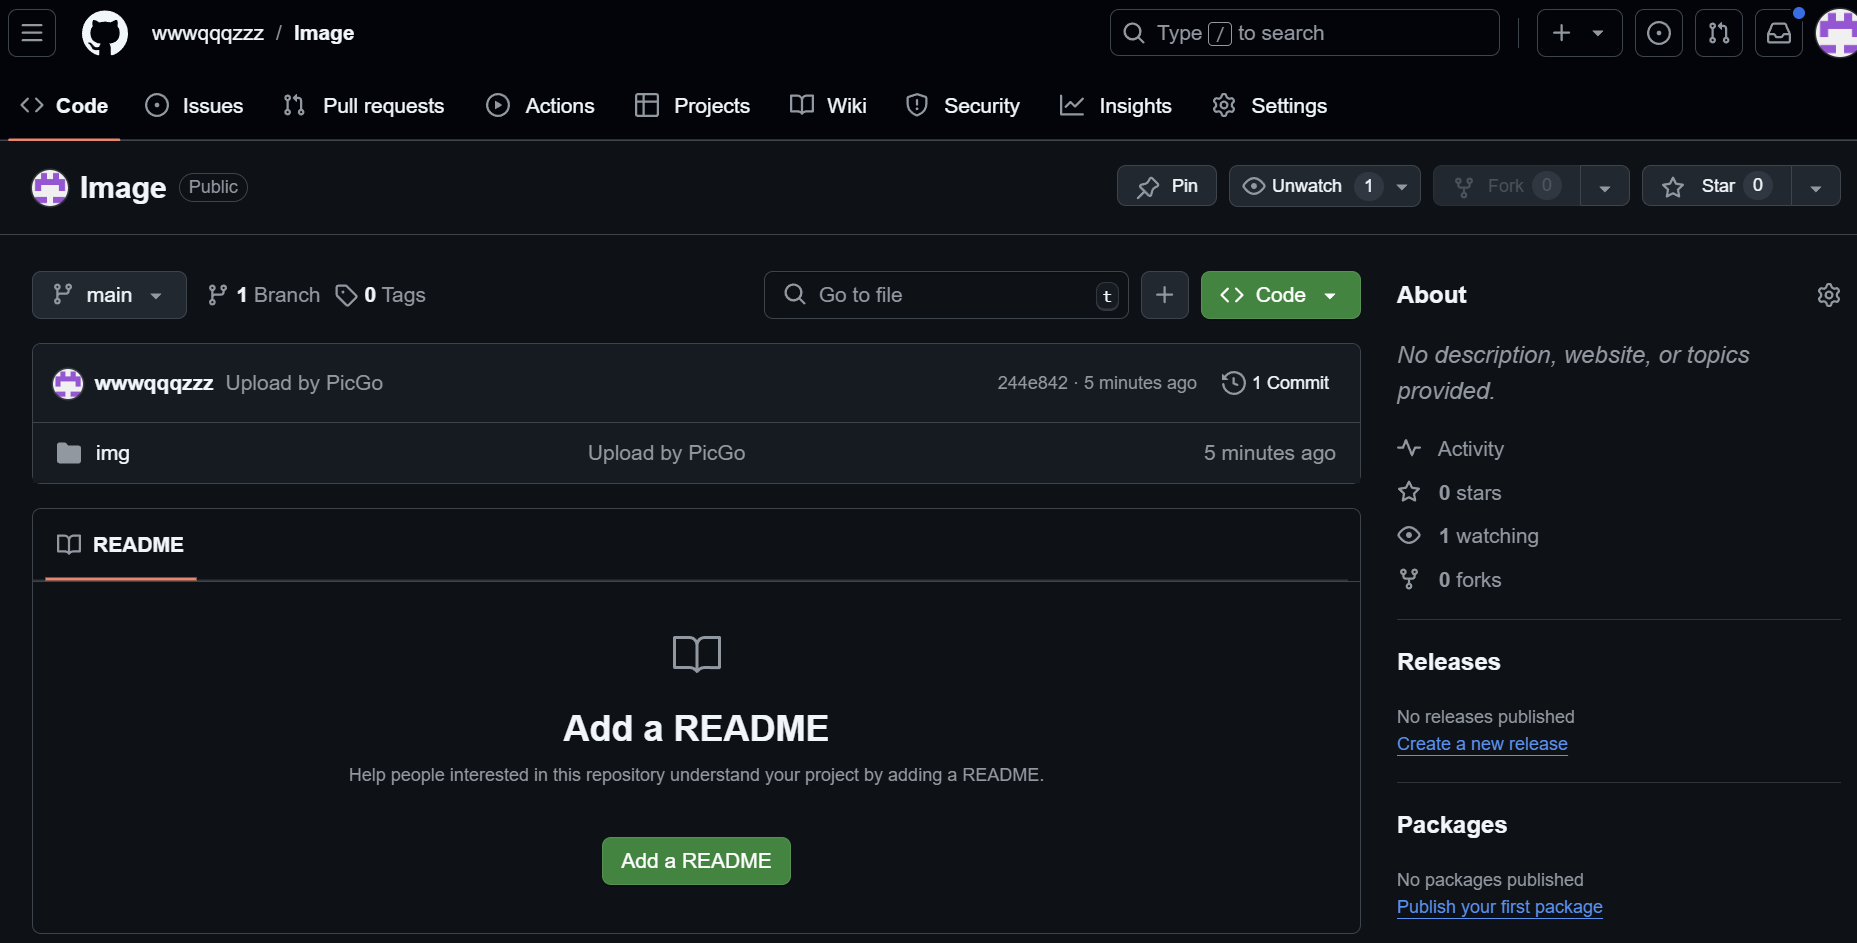 wwwqqqzzz / Image
Type / to search
Code
Issues
Pull requests
Actions
Projects
Wiki
Security
Insights
Settings
Image
Public
Pin
Unwatch 1
Fork 0
Star 0
main
1 Branch
0 Tags
Go to file
t
Code
wwwqqqzzz Upload by PicGo
244e842 · 5 minutes ago
1 Commit
img
Upload by PicGo
5 minutes ago
README
Add a README
Help people interested in this repository understand your project by adding a README.
Add a README
About
No description, website, or topics
provided.
Activity
0 stars
1 watching
0 forks
Releases
No releases published
Create a new release
Packages
No packages published
Publish your first package